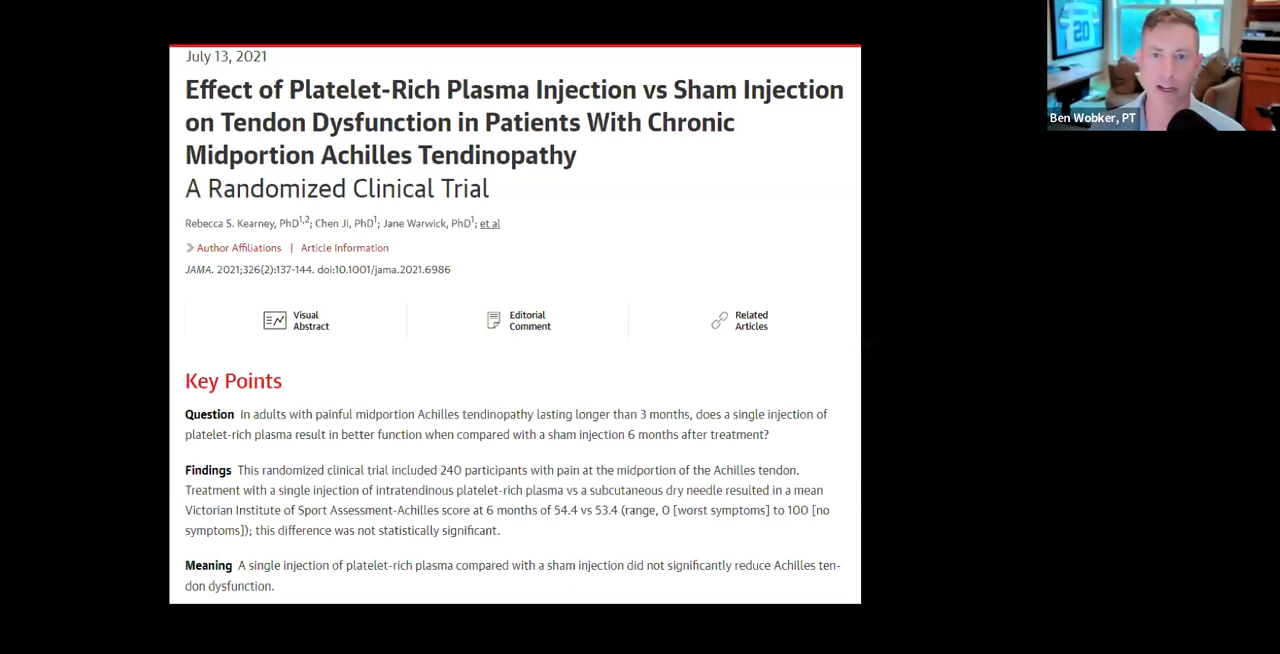 July 13, 2021
Effect of Platelet-Rich Plasma Injection vs Sham Injection
on Tendon Dysfunction in Patients With Chronic
Midportion Achilles Tendinopathy
A Randomized Clinical Trial
Rebecca S. Kearney, PhD1,2; Chen Ji, PhD1; Jane Warwick, PhD1; et al
Author Affiliations | Article Information
JAMA. 2021;326(2):137-144. doi:10.1001/jama.2021.6986
Visual
Abstract
Editorial
Comment
Related
Articles
Key Points
Question In adults with painful midportion Achilles tendinopathy lasting longer than 3 months, does a single injection of
platelet-rich plasma result in better function when compared with a sham injection 6 months after treatment?
Findings This randomized clinical trial included 240 participants with pain at the midportion of the Achilles tendon.
Treatment with a single injection of intratendinous platelet-rich plasma vs a subcutaneous dry needle resulted in a mean
Victorian Institute of Sport Assessment-Achilles score at 6 months of 54.4 vs 53.4 (range, 0 [worst symptoms] to 100 [no
symptoms]); this difference was not statistically significant.
Meaning A single injection of platelet-rich plasma compared with a sham injection did not significantly reduce Achilles ten-
don dysfunction.
20
Ben Wobker, PT